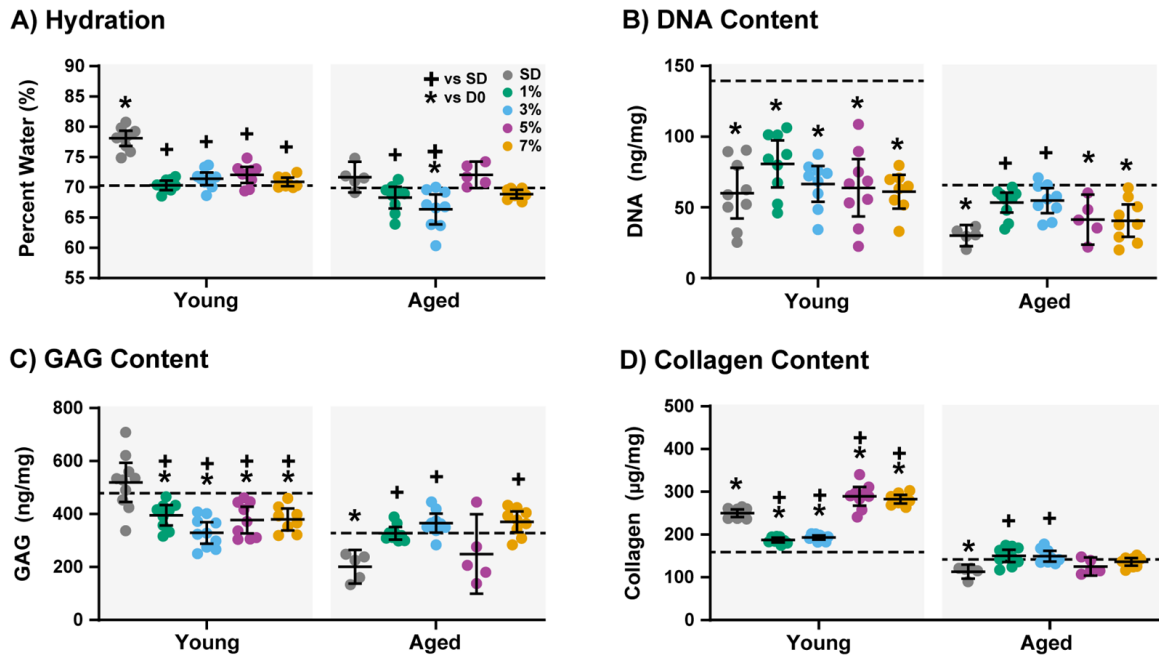 A) Hydration
Percent Water (%)
90
85
80
75
70
65
60
55
*
+
+
+
+
+
+
*
+ vs SD
* vs D0
SD
1%
3%
5%
7%
Young
Aged
B) DNA Content
DNA (ng/mg)
150
100
50
0
*
*
*
*
*
*
+
+
*
*
Young
Aged
C) GAG Content
GAG (ng/mg)
800
600
400
200
0
+ + + +
* * * *
*
+
+
+
Young
Aged
D) Collagen Content
Collagen (µg/mg)
500
400
300
200
100
0
*
+
*
+
*
+
*
+
*
*
+
+
Young
Aged